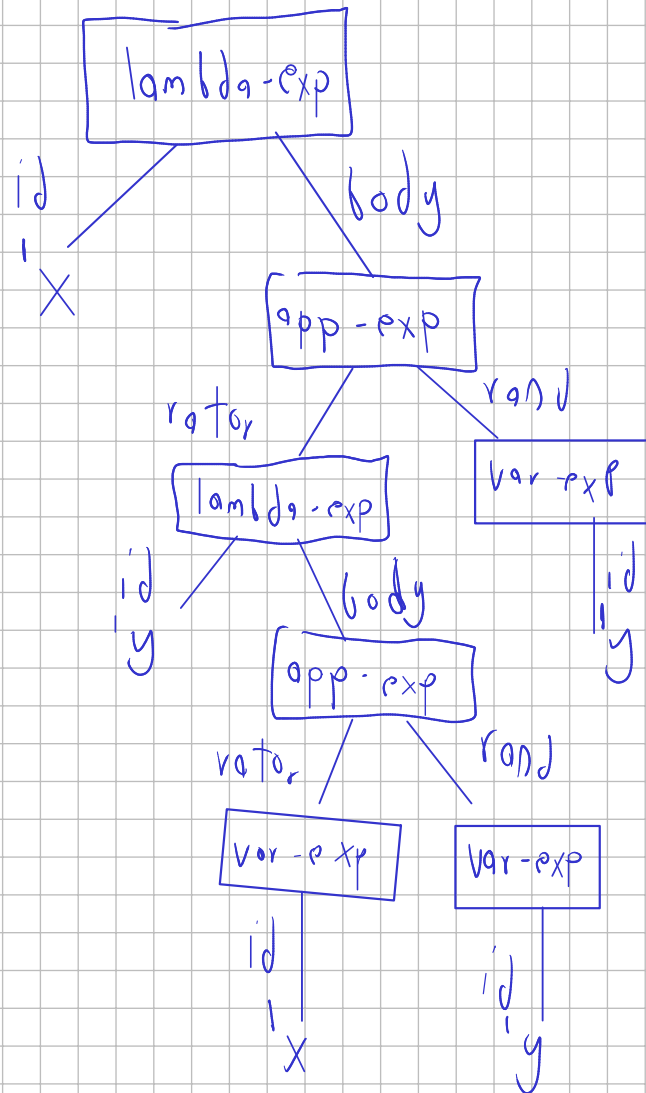 lambda-exp
id
body
'x
app-exp
rator
rand
lambda-exp
var-exp
id
body
id
'y
'y
app-exp
rator
rand
var-exp
var-exp
id
id
'x
'y